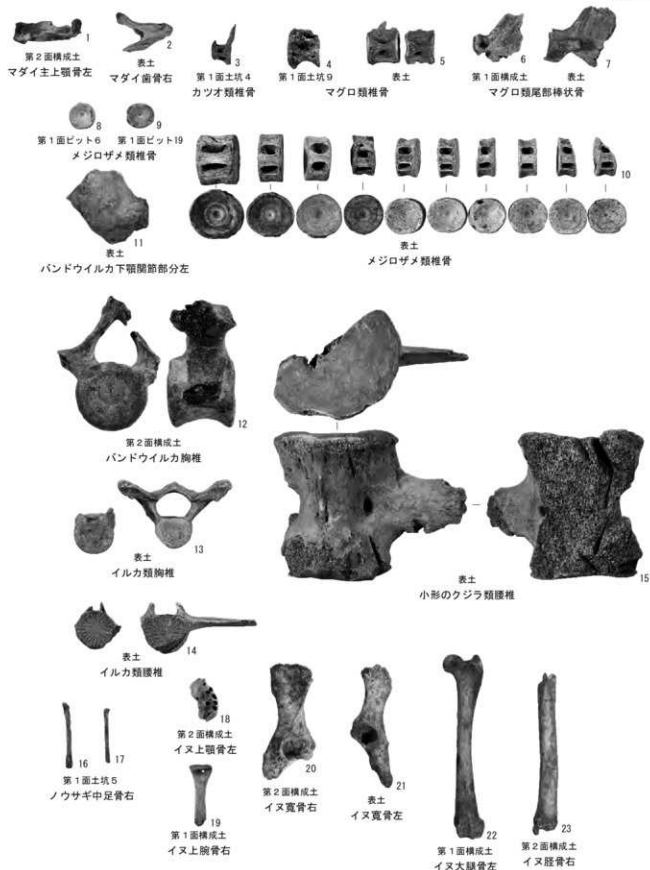 1
第２面構成土
マダイ主上顎骨左
2
表土
マダイ歯骨右
3
第１面土坑４
カツオ類椎骨
4
第１面土坑９
5
表土
マグロ類椎骨
6
第１面構成土
7
表土
マグロ類尾部棒状骨
8
第１面ピット６
9
第１面ピット19
メジロザメ類椎骨
10
表土
メジロザメ類椎骨
11
表土
バンドウイルカ下顎関節部分左
12
第２面構成土
バンドウイルカ胸椎
13
表土
イルカ類胸椎
14
表土
イルカ類腰椎
15
表土
小形のクジラ類腰椎
16
17
第１面土坑５
ノウサギ中足骨右
18
第２面構成土
イヌ上顎骨左
19
第１面構成土
イヌ上腕骨右
20
第２面構成土
イヌ寛骨右
21
表土
イヌ寛骨左
22
第１面構成土
イヌ大腿骨左
23
第２面構成土
イヌ脛骨右